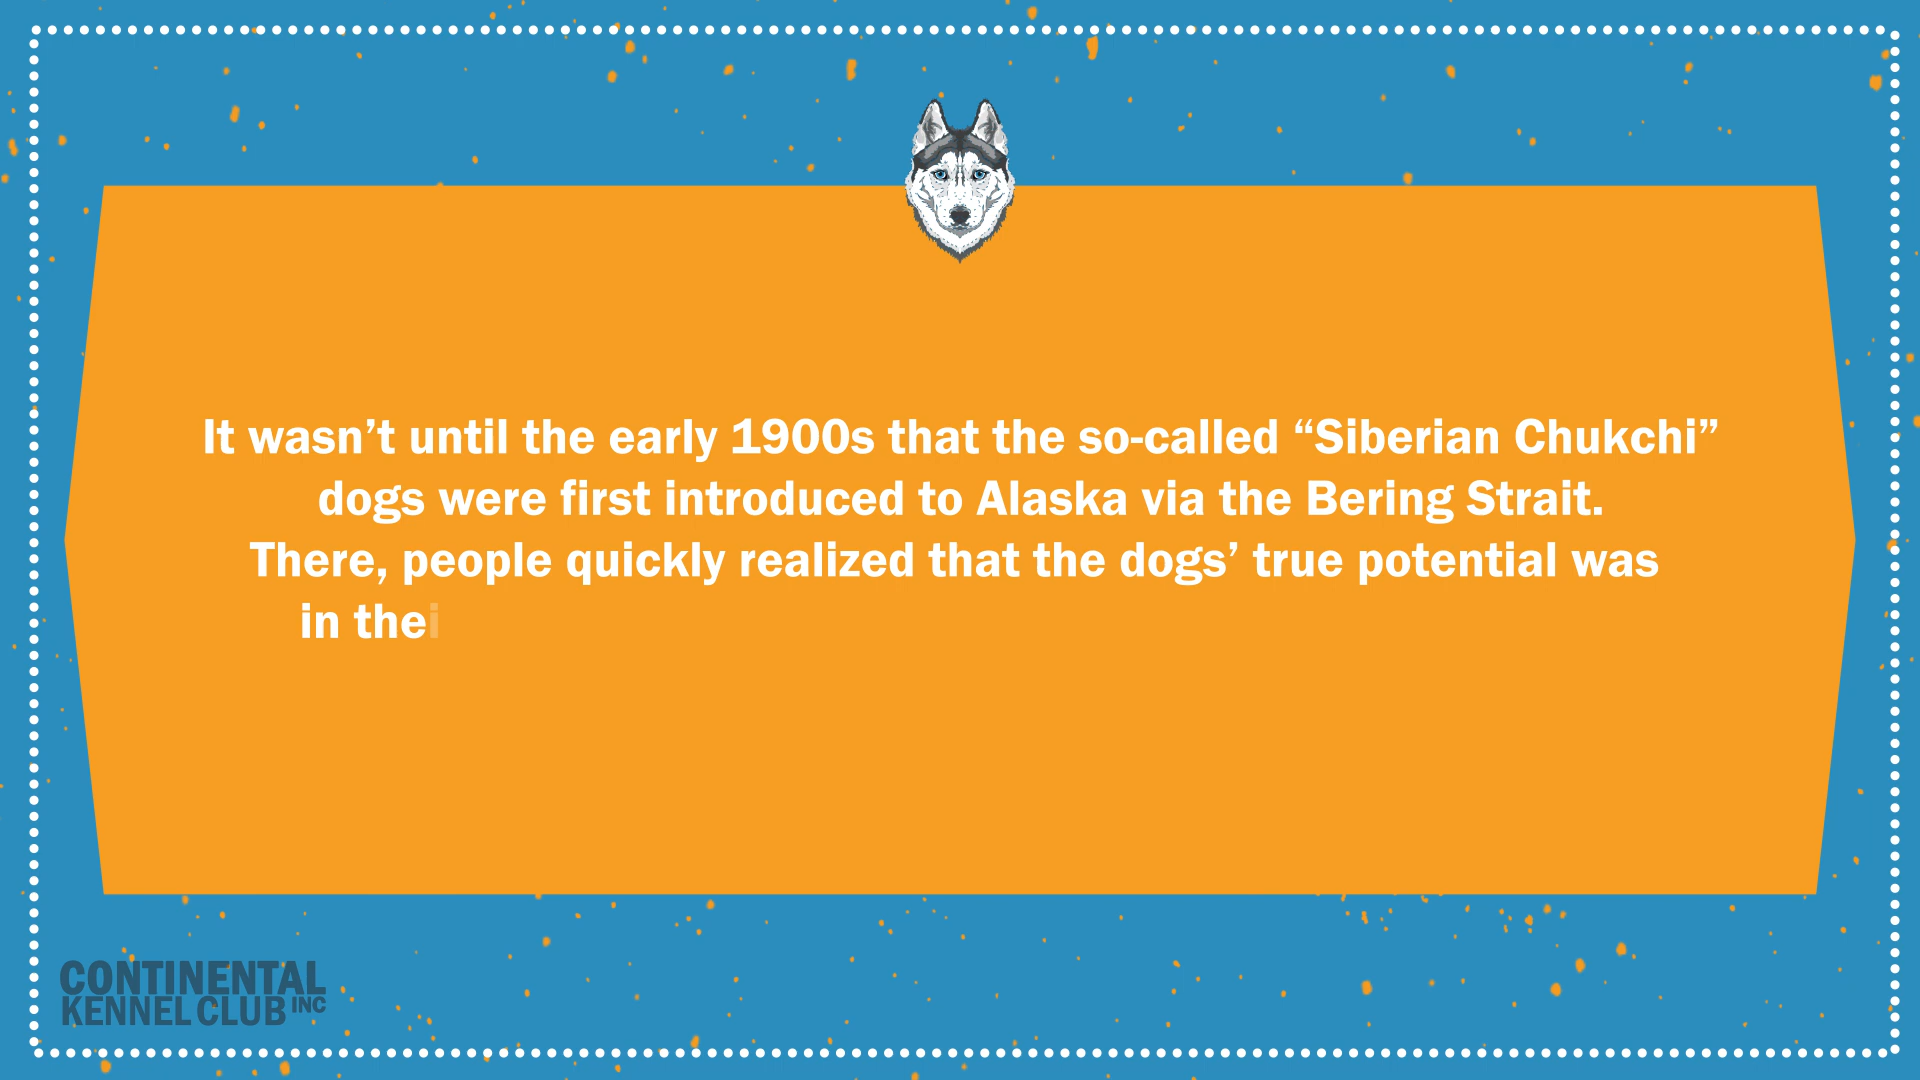 It wasn’t until the early 1900s that the so-called “Siberian Chukchi”
dogs were first introduced to Alaska via the Bering Strait.
There, people quickly realized that the dogs’ true potential was
in thei
CONTINENTAL
KENNEL CLUB INC